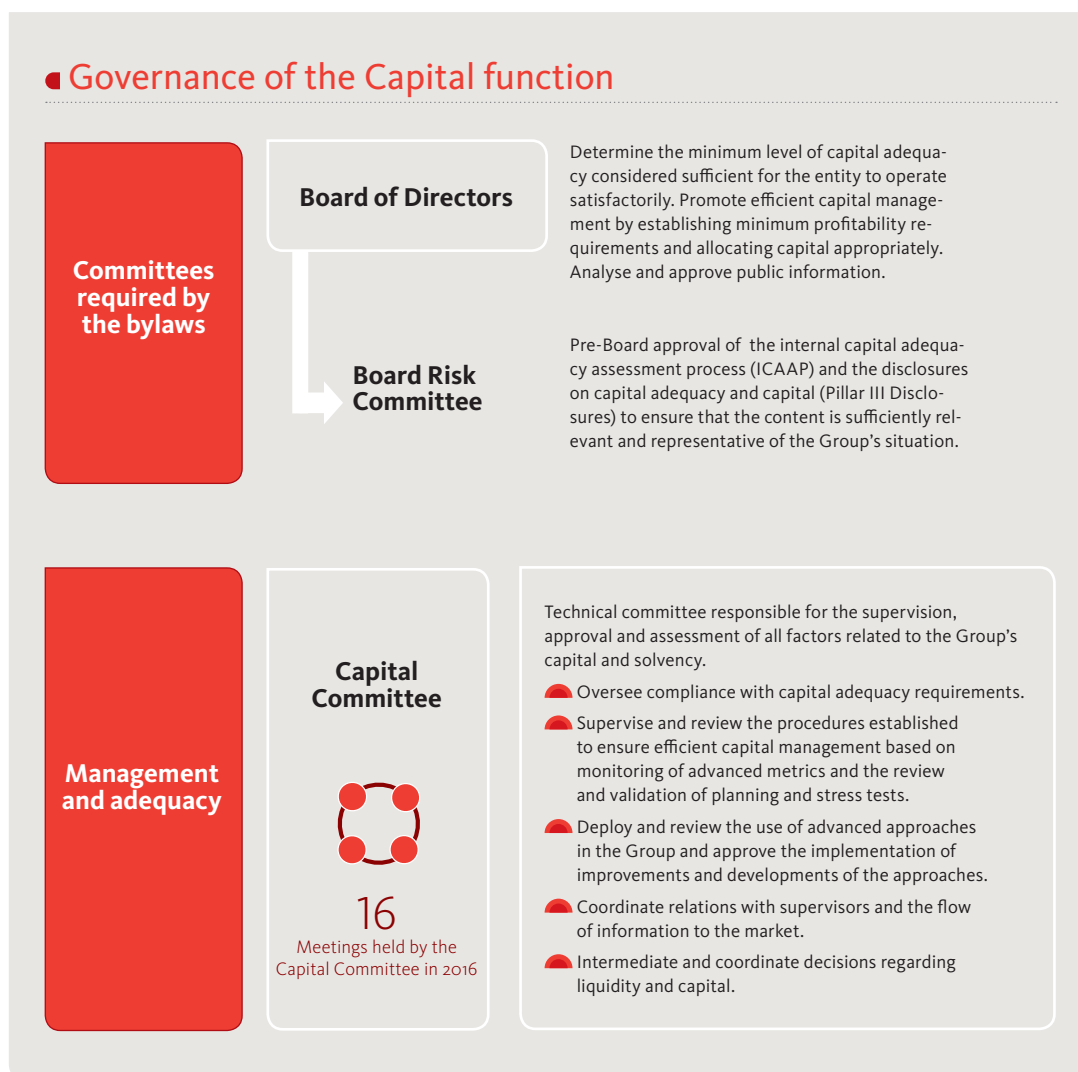 Governance of the Capital function
Committees
required by
the bylaws
Board of Directors
Determine the minimum level of capital adequa-
cy considered sufficient for the entity to operate
satisfactorily. Promote efficient capital manage-
ment by establishing minimum profitability re-
quirements and allocating capital appropriately.
Analyse and approve public information.
Board Risk
Committee
Pre-Board approval of  the internal capital adequa-
cy assessment process (ICAAP) and the disclosures
on capital adequacy and capital (Pillar III Disclo-
sures) to ensure that the content is sufficiently rel-
evant and representative of the Group's situation.
Management
and adequacy
Capital
Committee
16
Meetings held by the
Capital Committee in 2016
Technical committee responsible for the supervision,
approval and assessment of all factors related to the Group's
capital and solvency.
Oversee compliance with capital adequacy requirements.
Supervise and review the procedures established
to ensure efficient capital management based on
monitoring of advanced metrics and the review
and validation of planning and stress tests.
Deploy and review the use of advanced approaches
in the Group and approve the implementation of
improvements and developments of the approaches.
Coordinate relations with supervisors and the flow
of information to the market.
Intermediate and coordinate decisions regarding
liquidity and capital.